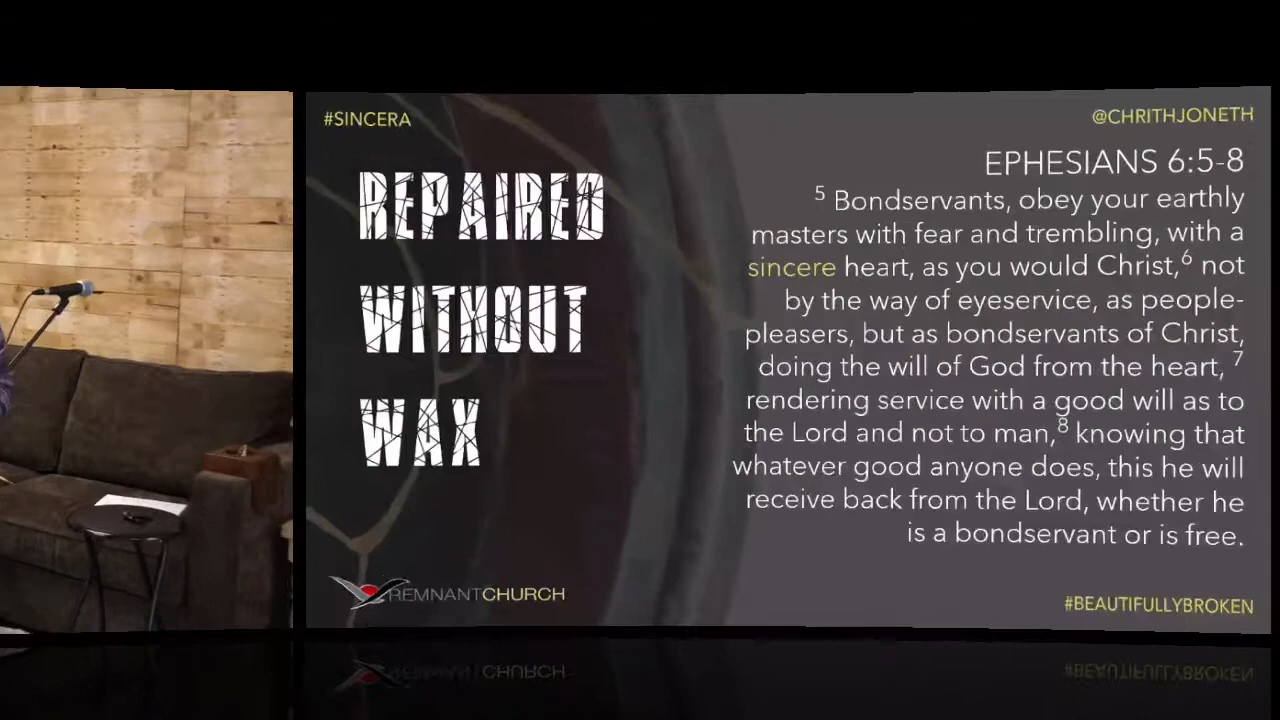 #SINCERA
@CHRITHJONETH
REPAIRED
WITHOUT
WAX
EPHESIANS 6:5-8
5 Bondservants, obey your earthly
masters with fear and trembling, with a
sincere heart, as you would Christ,6 not
by the way of eyeservice, as people-
pleasers, but as bondservants of Christ,
doing the will of God from the heart, 7
rendering service with a good will as to
the Lord and not to man,8 knowing that
whatever good anyone does, this he will
receive back from the Lord, whether he
is a bondservant or is free.
REMNANTCHURCH
#BEAUTIFULLYBROKEN